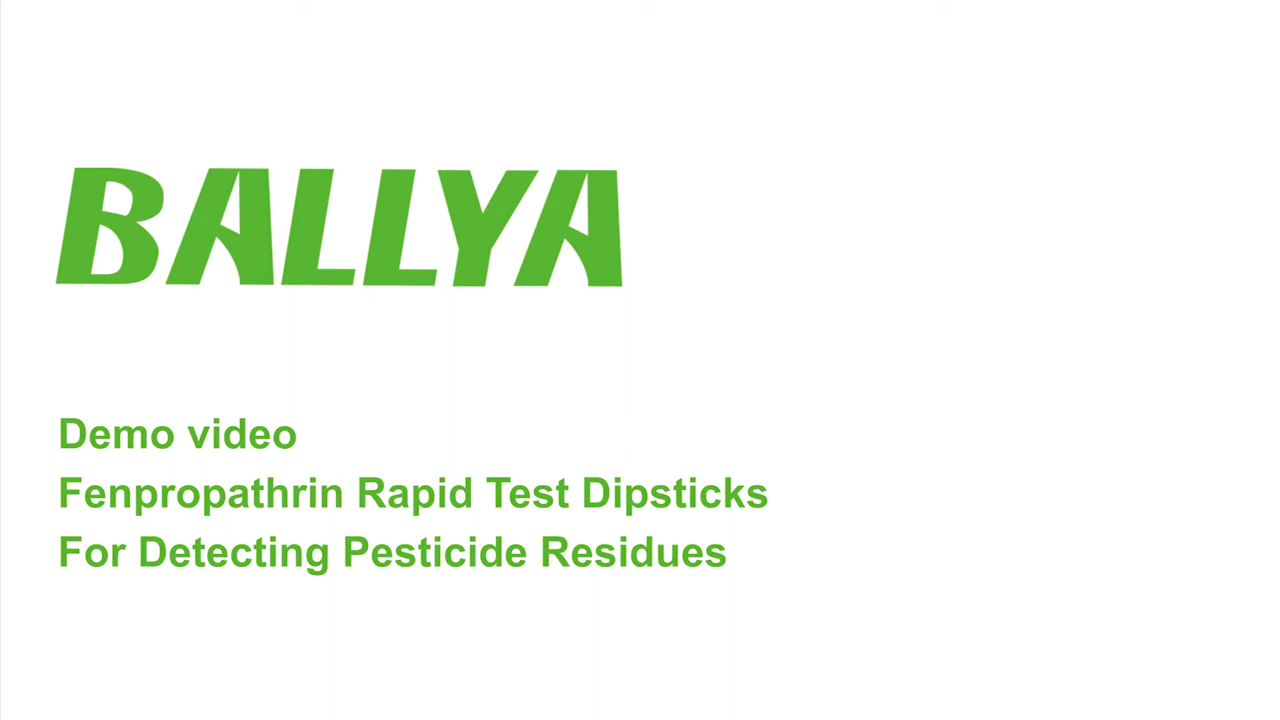 BALLYA
Demo video
Fenpropathrin Rapid Test Dipsticks
For Detecting Pesticide Residues